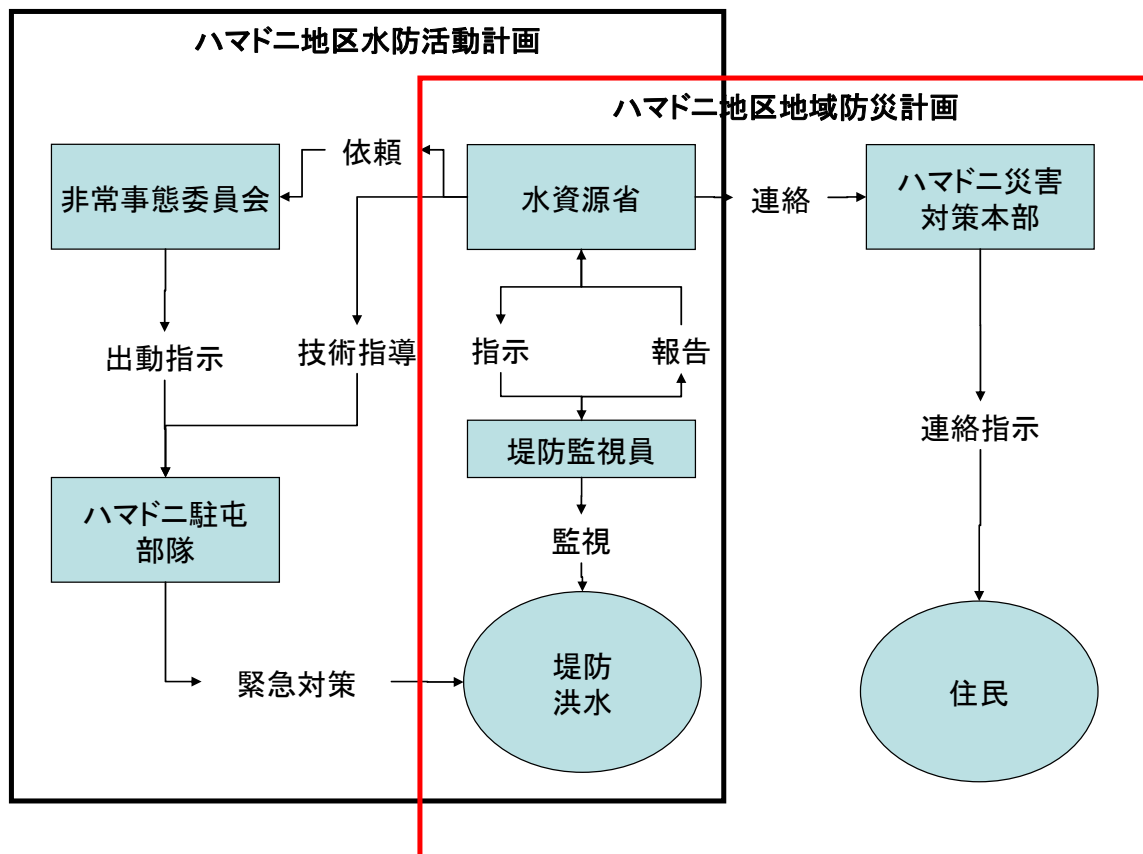 ハマドニ地区水防活動計画
ハマドニ地区地域防災計画
非常事態委員会
依頼
水資源省
連絡
ハマドニ災害
対策本部
出動指示
技術指導
指示
報告
連絡指示
堤防監視員
ハマドニ駐屯
部隊
監視
緊急対策
堤防
洪水
住民